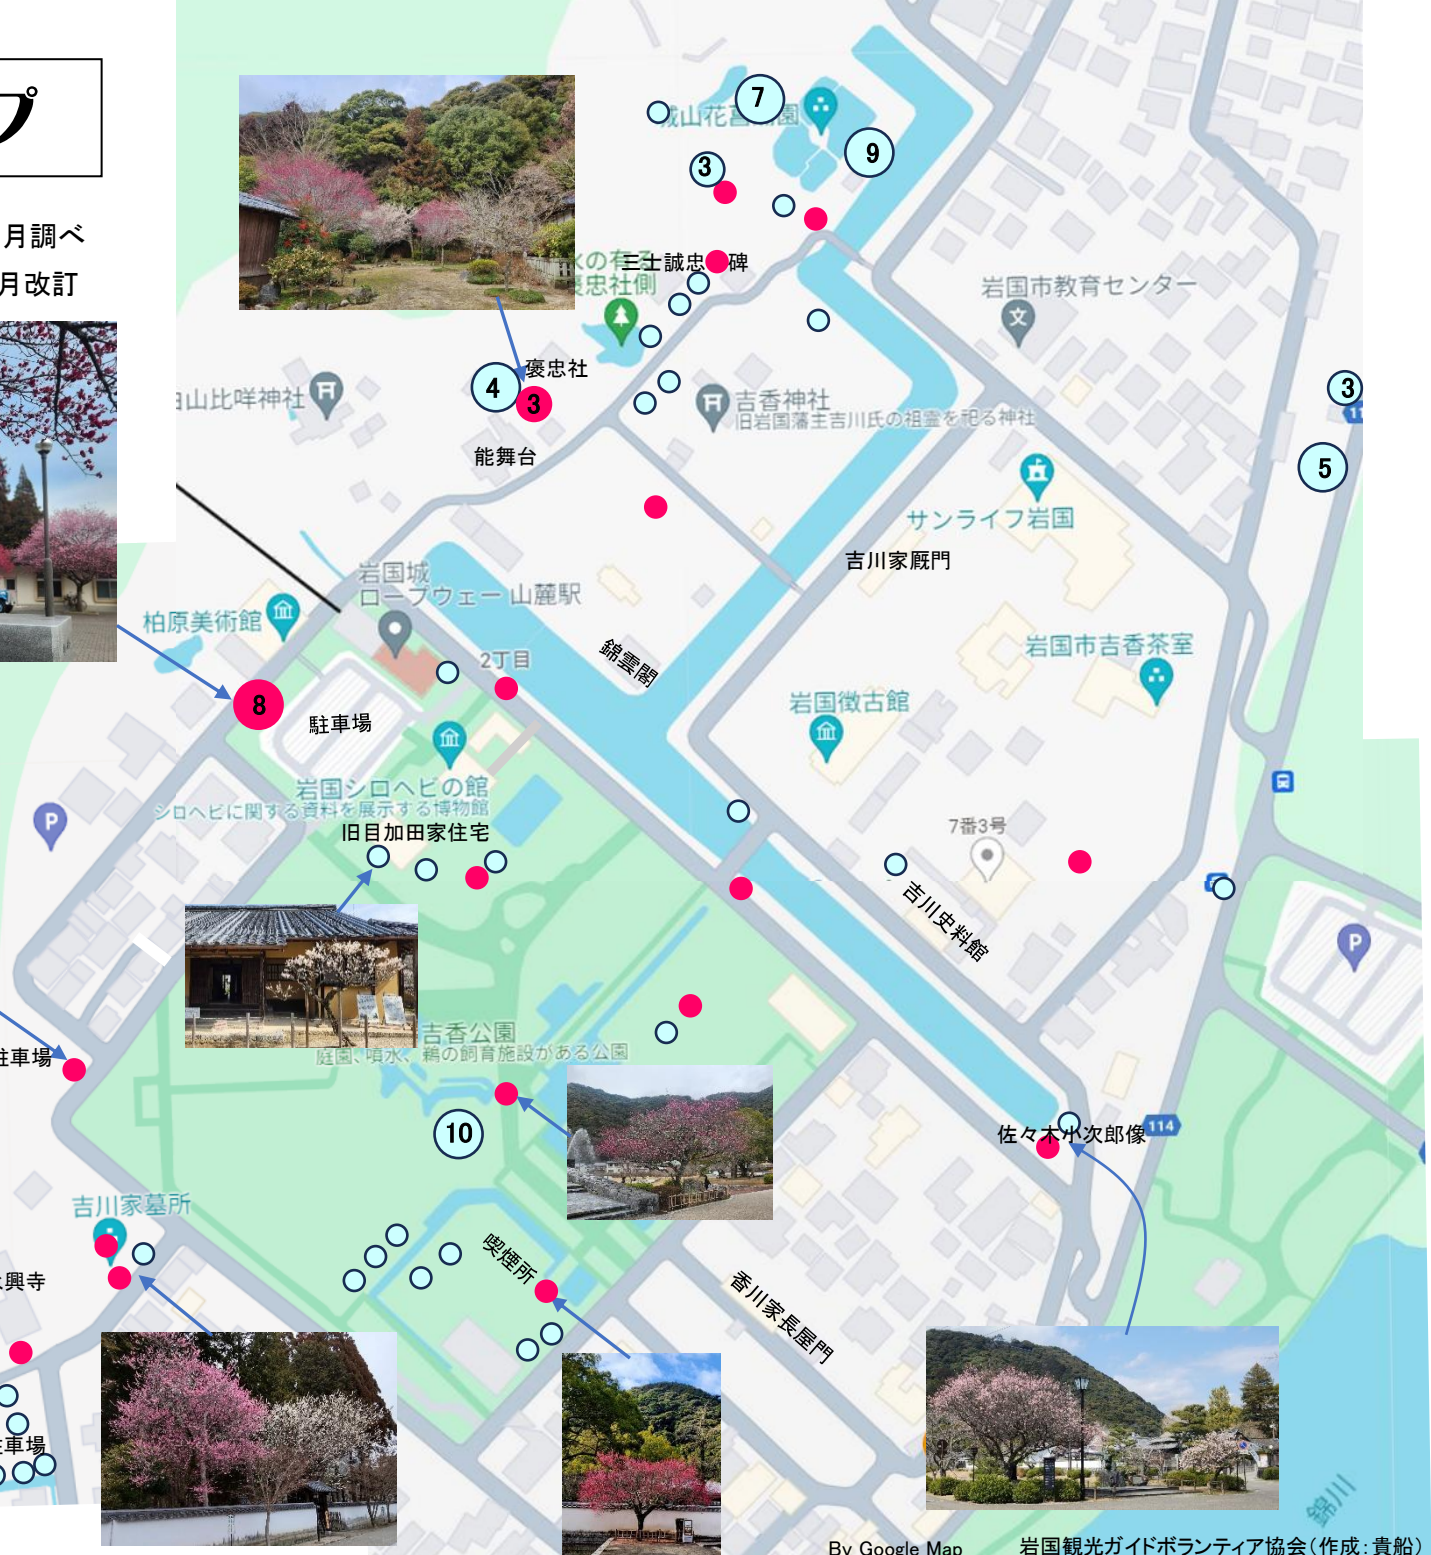 プ
月調べ
月改訂
7
9
3
三士誠忠
碑
忠社側
岩国市教育センター
褒忠社
4
3
山比咩神社
吉香神社
旧岩国藩主吉川氏の祖霊を祀る神社
能舞台
3
11
5
サンライフ岩国
吉川家厩門
岩国城
ロープウェー 山麓駅
柏原美術館
2丁目
錦雲閣
岩国市吉香茶室
岩国徴古館
8
駐車場
岩国シロヘビの館
シロヘビに関する資料を展示する博物館
旧目加田家住宅
P
7番3号
吉川史料館
P
吉香公園
庭園、噴水、鵜の飼育施設がある公園
車場
10
佐々木小次郎像
114
吉川家墓所
喫煙所
興寺
香川家長屋門
車場
錦川
By Google Map
岩国観光ガイドボランティア協会(作成:貴船)